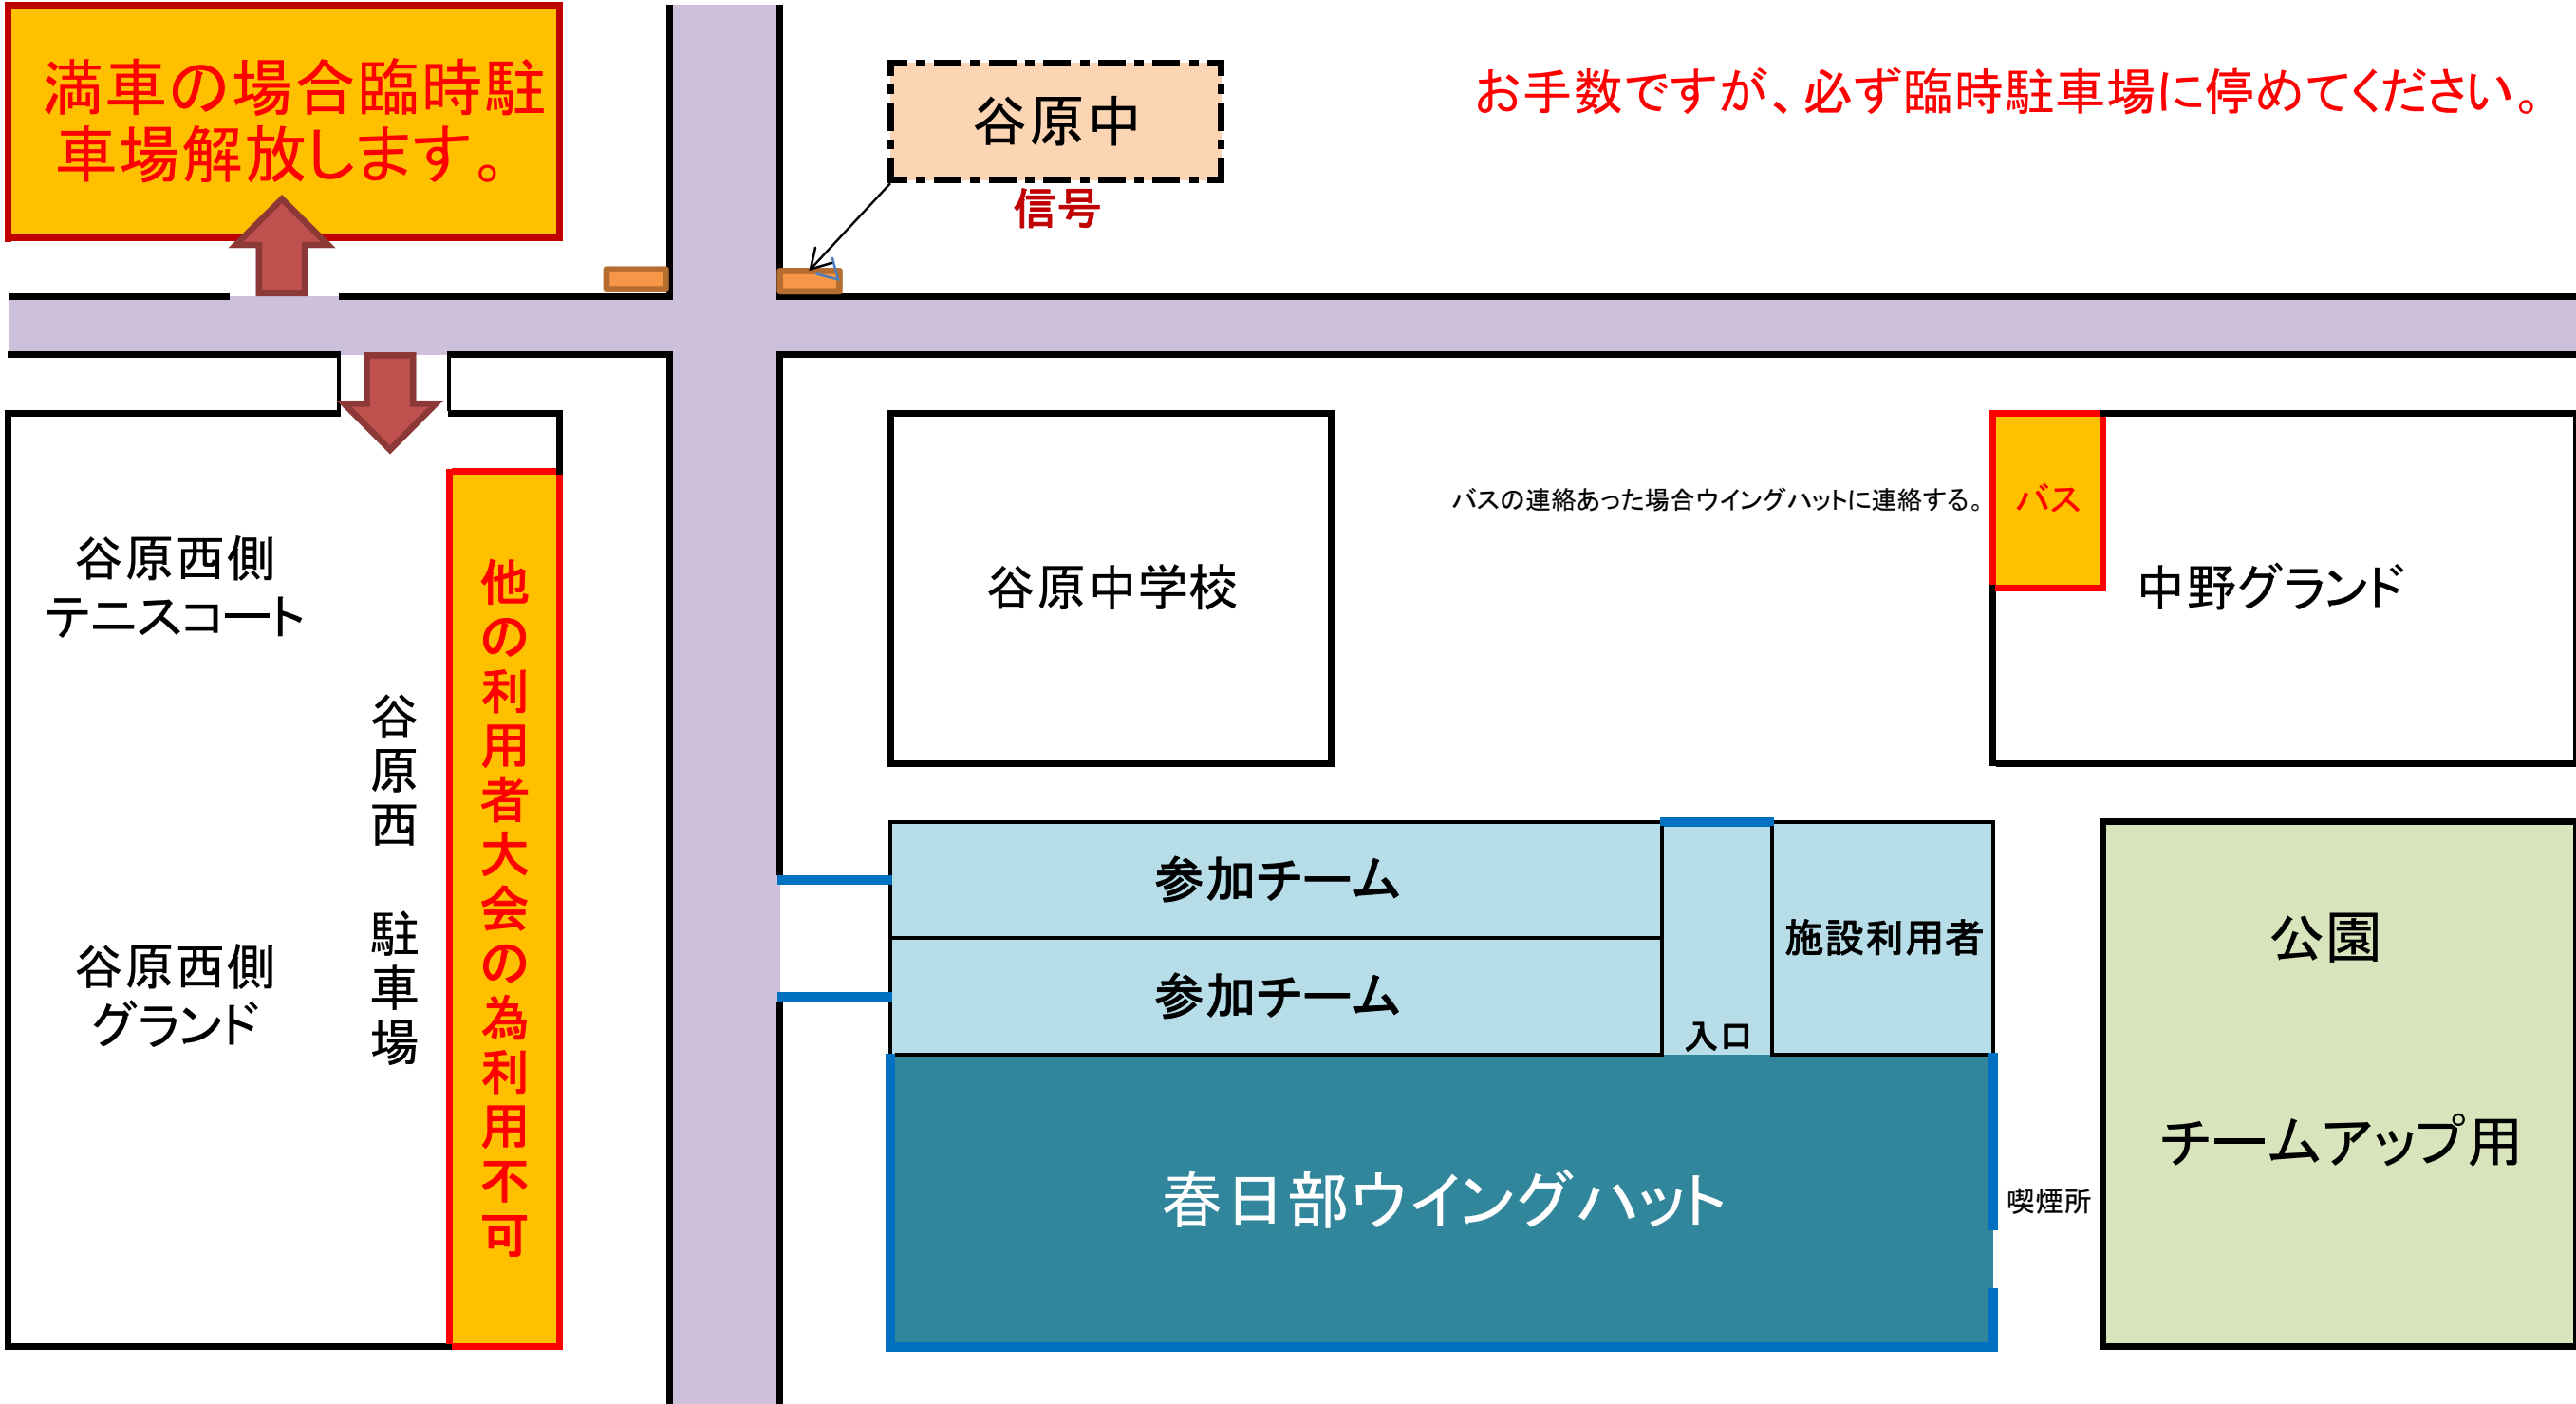 満車の場合臨時駐
車場解放します。
谷原中
信号
お手数ですが、必ず臨時駐車場に停めてください。
バスの連絡あった場合ウイングハットに連絡する。
バス
谷原西側
テニスコート
谷原中学校
中野グランド
谷原西　駐車場
他の利用者大会の為利用不可
谷原西側
グランド
参加チーム
参加チーム
入口
施設利用者
公園
チームアップ用
春日部ウイングハット
喫煙所